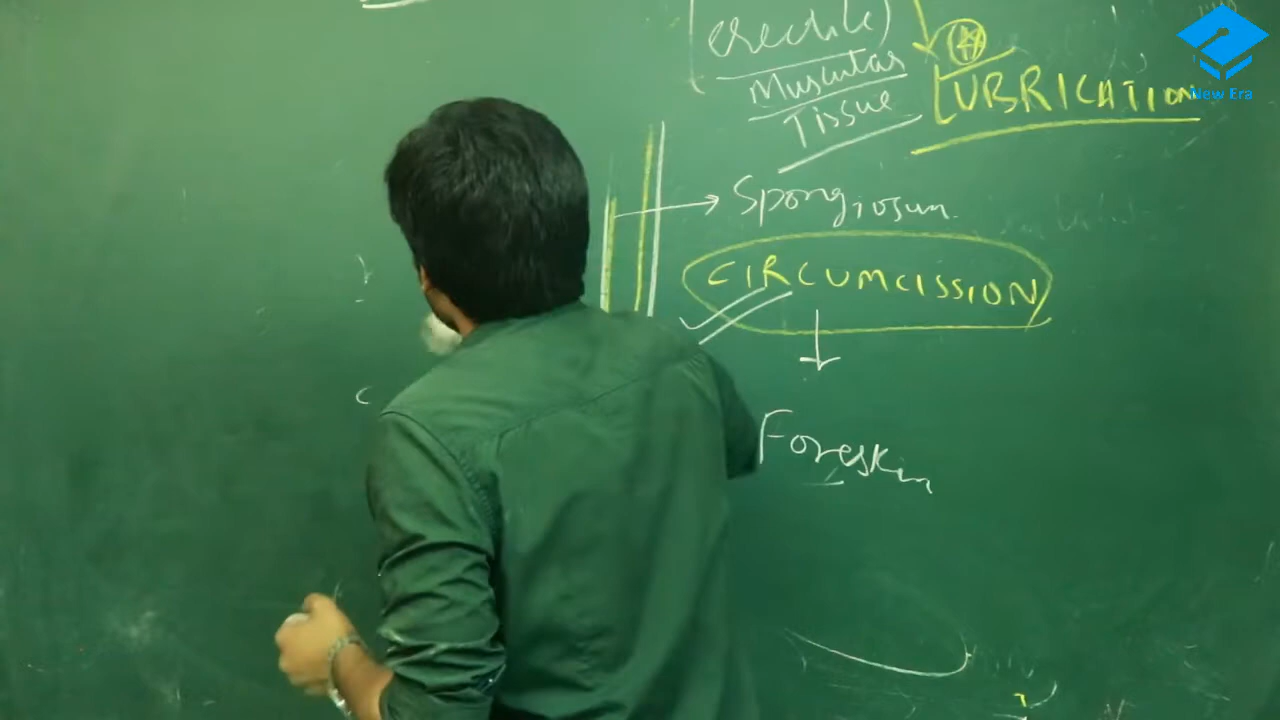 erectile)
Muscular
Tissue
LUBRICATION
New Era
Spongiosum
CIRCUMCISSION
Foreskin